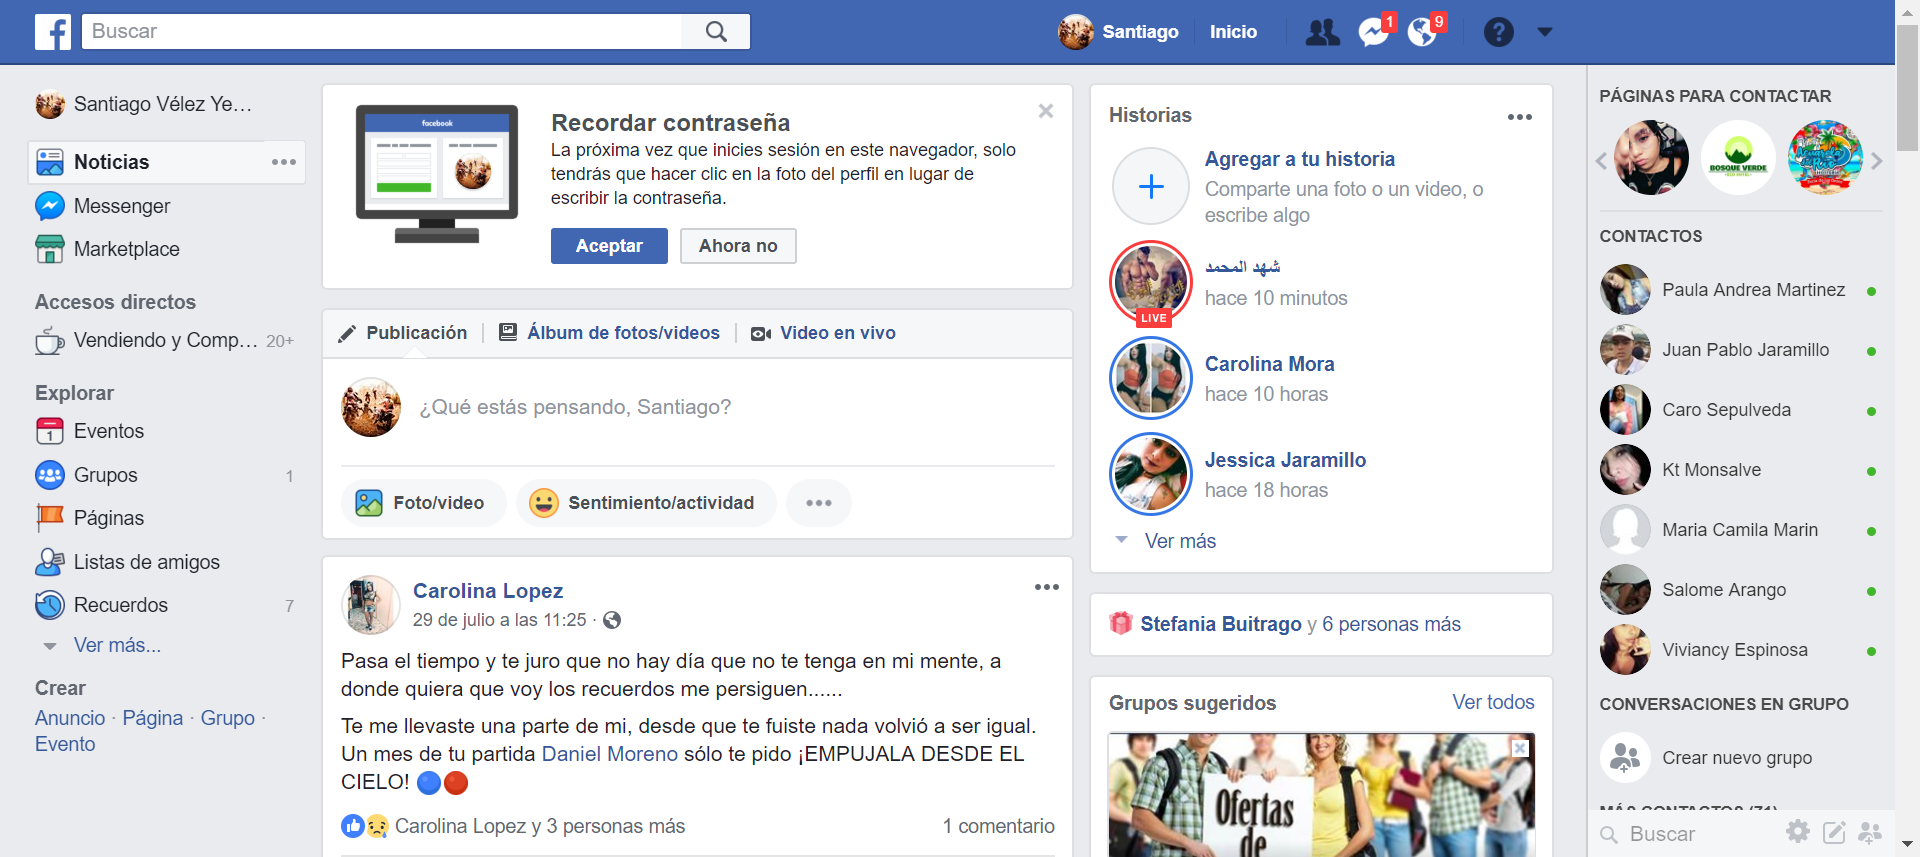 Buscar
Santiago
Inicio
1
9
Santiago Vélez Ye...
Noticias
Messenger
Marketplace
Accesos directos
Vendiendo y Comp... 20+
Explorar
1
Eventos
Grupos 1
Páginas
Listas de amigos
Recuerdos 7
Ver más...
Crear
Anuncio · Página · Grupo ·
Evento
facebook
Recordar contraseña
La próxima vez que inicies sesión en este navegador, solo
tendrás que hacer clic en la foto del perfil en lugar de
escribir la contraseña.
Aceptar
Ahora no
Publicación
Álbum de fotos/videos
Video en vivo
¿Qué estás pensando, Santiago?
Foto/video
Sentimiento/actividad
Carolina Lopez
29 de julio a las 11:25 ·
Pasa el tiempo y te juro que no hay día que no te tenga en mi mente, a
donde quiera que voy los recuerdos me persiguen......
Te me llevaste una parte de mi, desde que te fuiste nada volvió a ser igual.
Un mes de tu partida Daniel Moreno sólo te pido ¡EMPUJALA DESDE EL
CIELO!
Carolina Lopez y 3 personas más
1 comentario
Historias
Agregar a tu historia
Comparte una foto o un video, o
escribe algo
شهد المحمد
hace 10 minutos
LIVE
Carolina Mora
hace 10 horas
Jessica Jaramillo
hace 18 horas
Ver más
Stefania Buitrago y 6 personas más
Grupos sugeridos
Ver todos
Ofertas
de
PÁGINAS PARA CONTACTAR
BOSQUE VERDE
CONTACTOS
Paula Andrea Martinez
Juan Pablo Jaramillo
Caro Sepulveda
Kt Monsalve
Maria Camila Marin
Salome Arango
Viviancy Espinosa
CONVERSACIONES EN GRUPO
Crear nuevo grupo
MÁS CONTACTOS (71)
Buscar